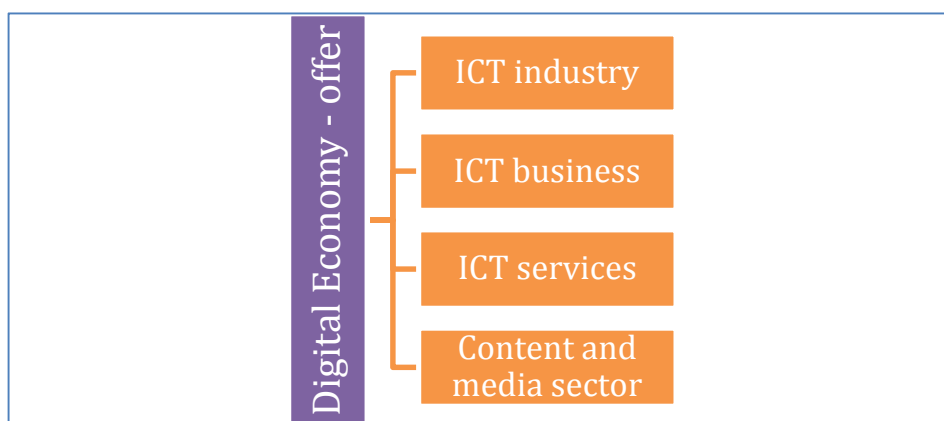 Digital Economy - offer
ICT industry
ICT business
ICT services
Content and
media sector